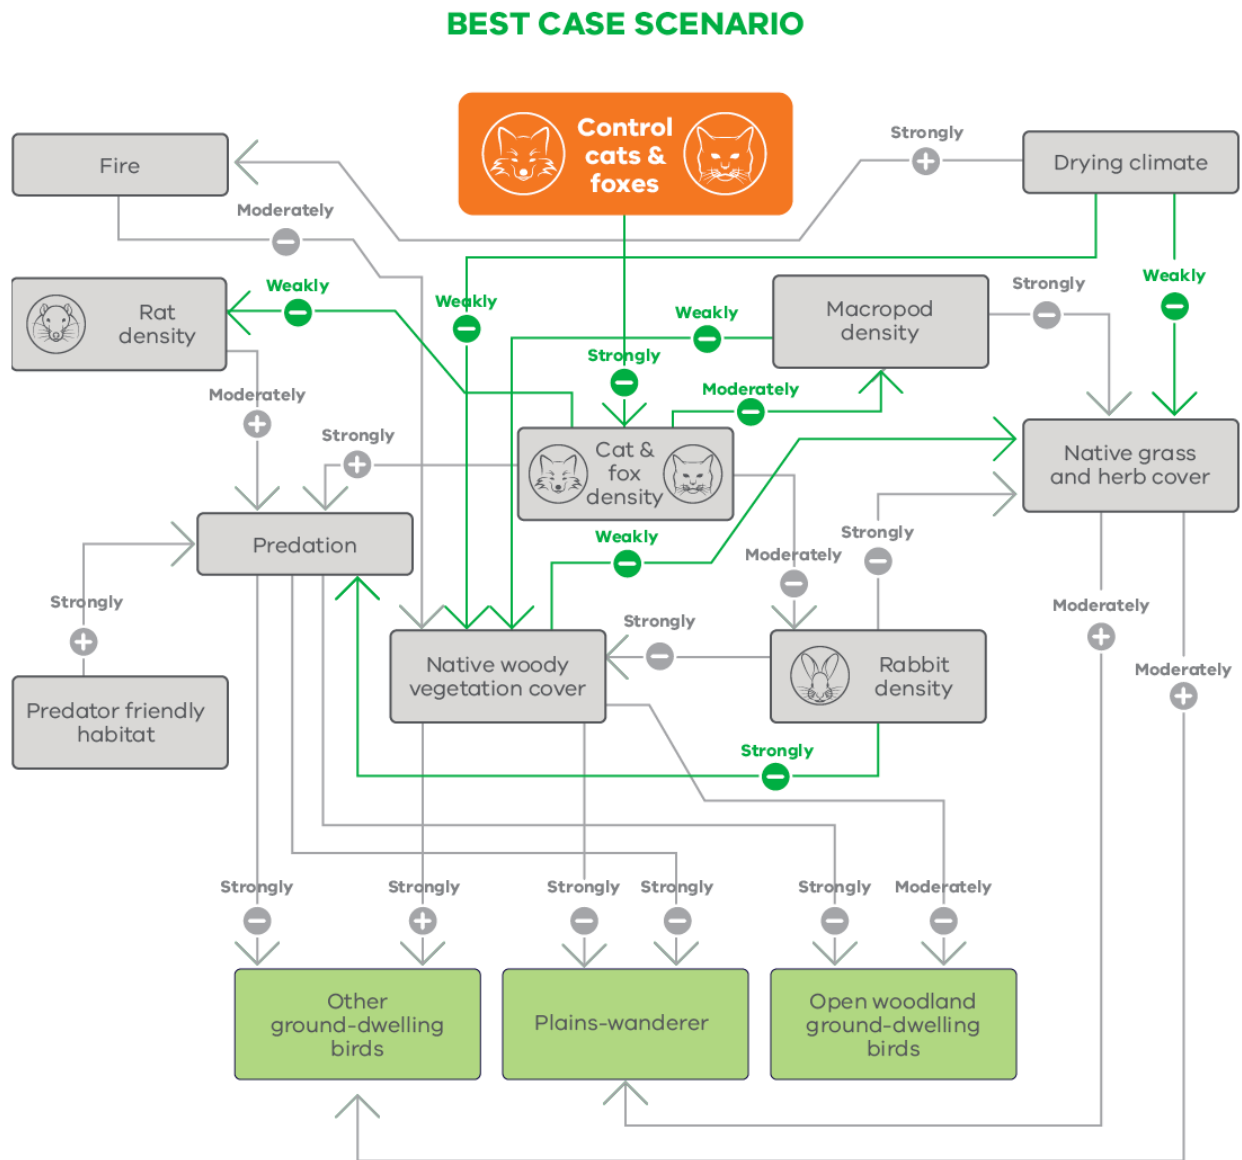 BEST CASE SCENARIO
Control
cats &
foxes
Strongly
Fire
Drying climate
Moderately
Rat
density
Weakly
Weakly
Weakly
Macropod
density
Strongly
Weakly
Strongly
Moderately
Moderately
Strongly
Cat &
fox
density
Native grass
and herb cover
Predation
Weakly
Moderately
Strongly
Strongly
Moderately
Strongly
Native woody
vegetation cover
Rabbit
density
Moderately
Predator friendly
habitat
Strongly
Strongly
Strongly
Strongly
Strongly
Strongly
Moderately
Other
ground-dwelling
birds
Plains-wanderer
Open woodland
ground-dwelling
birds